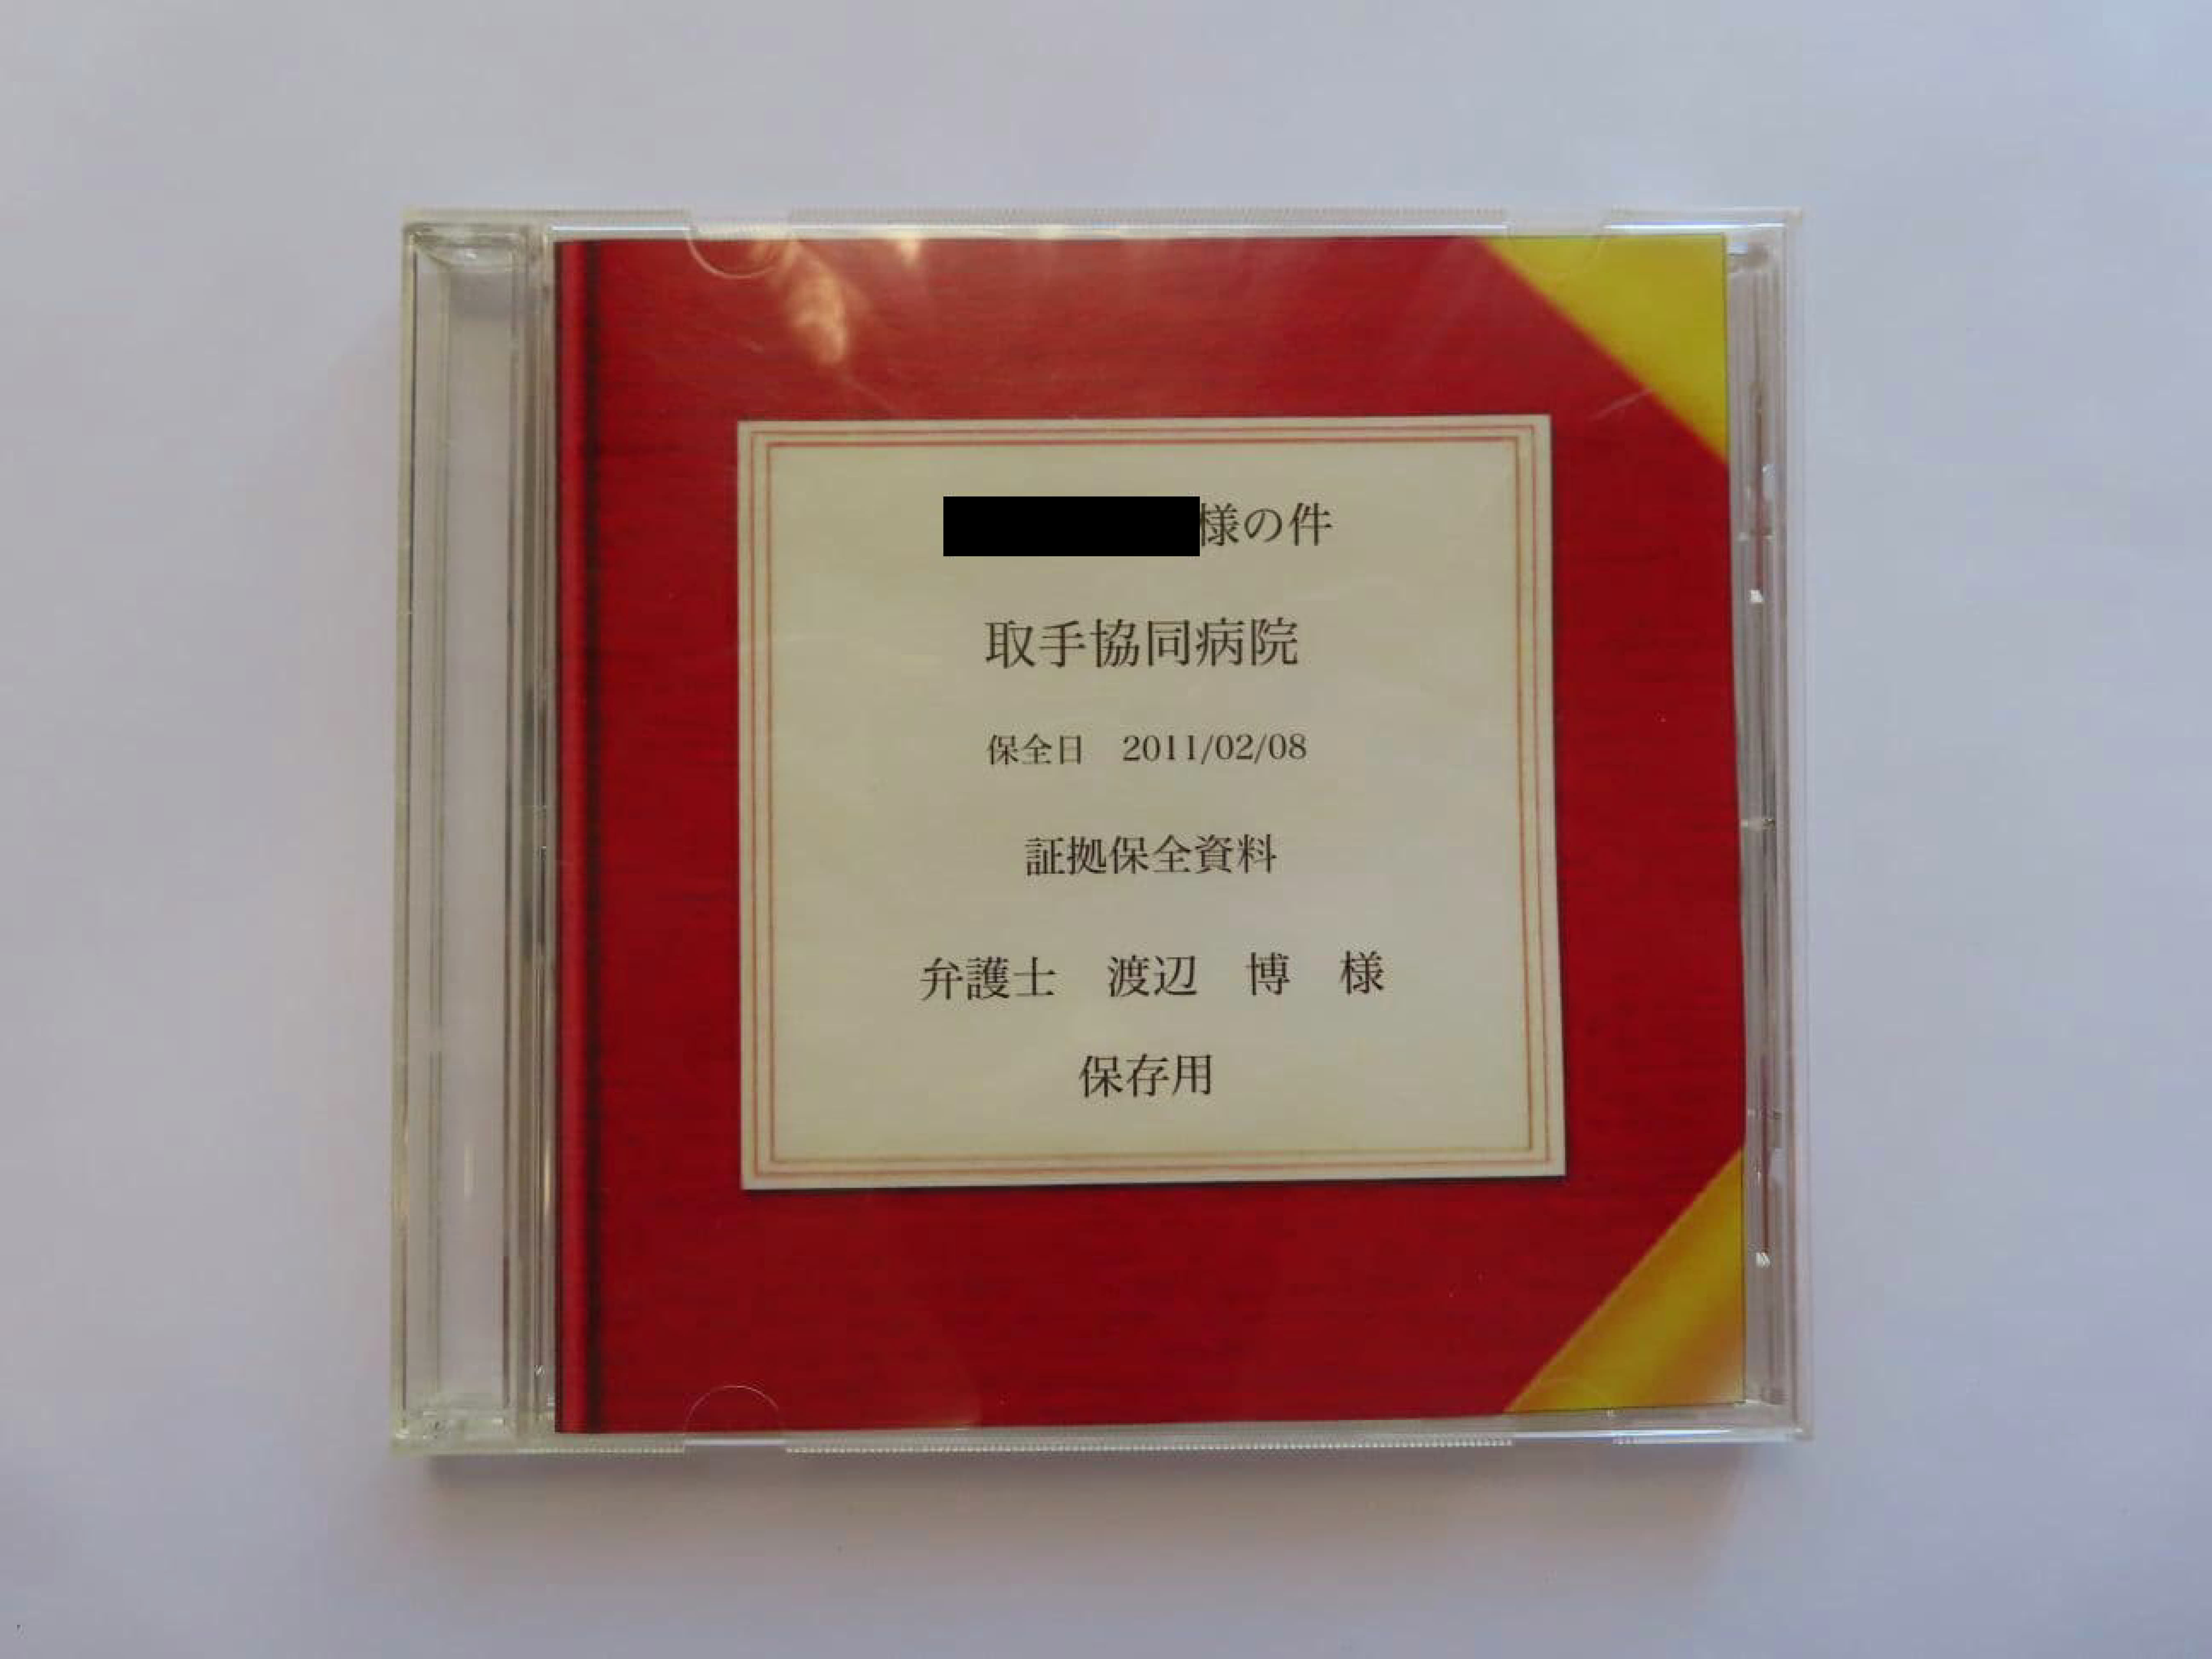 様の件
取手協同病院
保全日　2011/02/08
証拠保全資料
弁護士　渡辺　博　様
保存用